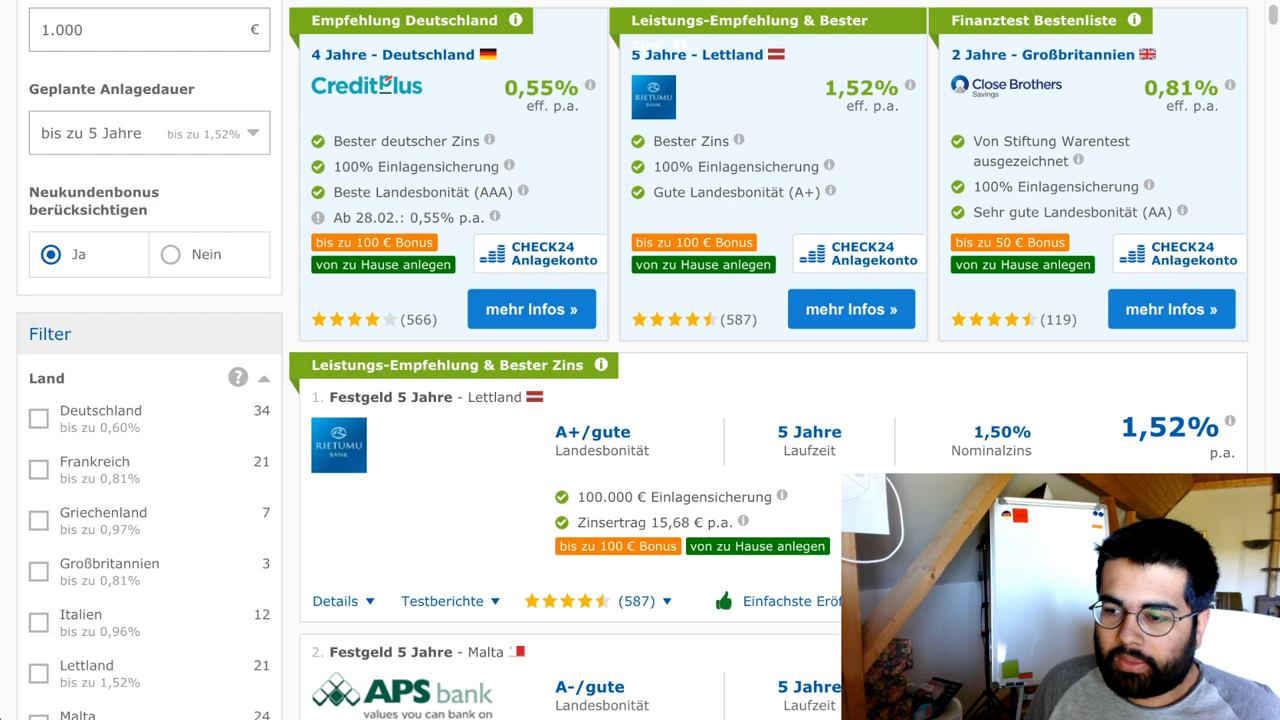 1.000 €
Geplante Anlagedauer
bis zu 5 Jahre bis zu 1,52%
Neukundenbonus
berücksichtigen
Ja Nein
Filter
Land
Deutschland 34
bis zu 0,60%
Frankreich 21
bis zu 0,81%
Griechenland 7
bis zu 0,97%
Großbritannien 3
bis zu 0,81%
Italien 12
bis zu 0,96%
Lettland 21
bis zu 1,52%
Malta 24
Empfehlung Deutschland
4 Jahre - Deutschland
CreditPlus
0,55%
eff. p.a.
Bester deutscher Zins
100% Einlagensicherung
Beste Landesbonität (AAA)
Ab 28.02.: 0,55% p.a.
bis zu 100 € Bonus
von zu Hause anlegen
CHECK24
Anlagekonto
(566)
mehr Infos »
Leistungs-Empfehlung & Bester
5 Jahre - Lettland
RIETUMU
BANK
1,52%
eff. p.a.
Bester Zins
100% Einlagensicherung
Gute Landesbonität (A+)
bis zu 100 € Bonus
von zu Hause anlegen
CHECK24
Anlagekonto
(587)
mehr Infos »
Finanztest Bestenliste
2 Jahre - Großbritannien
Close Brothers
Savings
0,81%
eff. p.a.
Von Stiftung Warentest
ausgezeichnet
100% Einlagensicherung
Sehr gute Landesbonität (AA)
bis zu 50 € Bonus
von zu Hause anlegen
CHECK24
Anlagekonto
(119)
mehr Infos »
Leistungs-Empfehlung & Bester Zins
1. Festgeld 5 Jahre - Lettland
RIETUMU
BANK
A+/gute
Landesbonität
5 Jahre
Laufzeit
1,50%
Nominalzins
1,52%
p.a.
100.000 € Einlagensicherung
Zinsertrag 15,68 € p.a.
bis zu 100 € Bonus von zu Hause anlegen
Details Testberichte (587) Einfachste Eröf
2. Festgeld 5 Jahre - Malta
APS bank
values you can bank on
A-/gute
Landesbonität
5 Jahre
Laufzeit